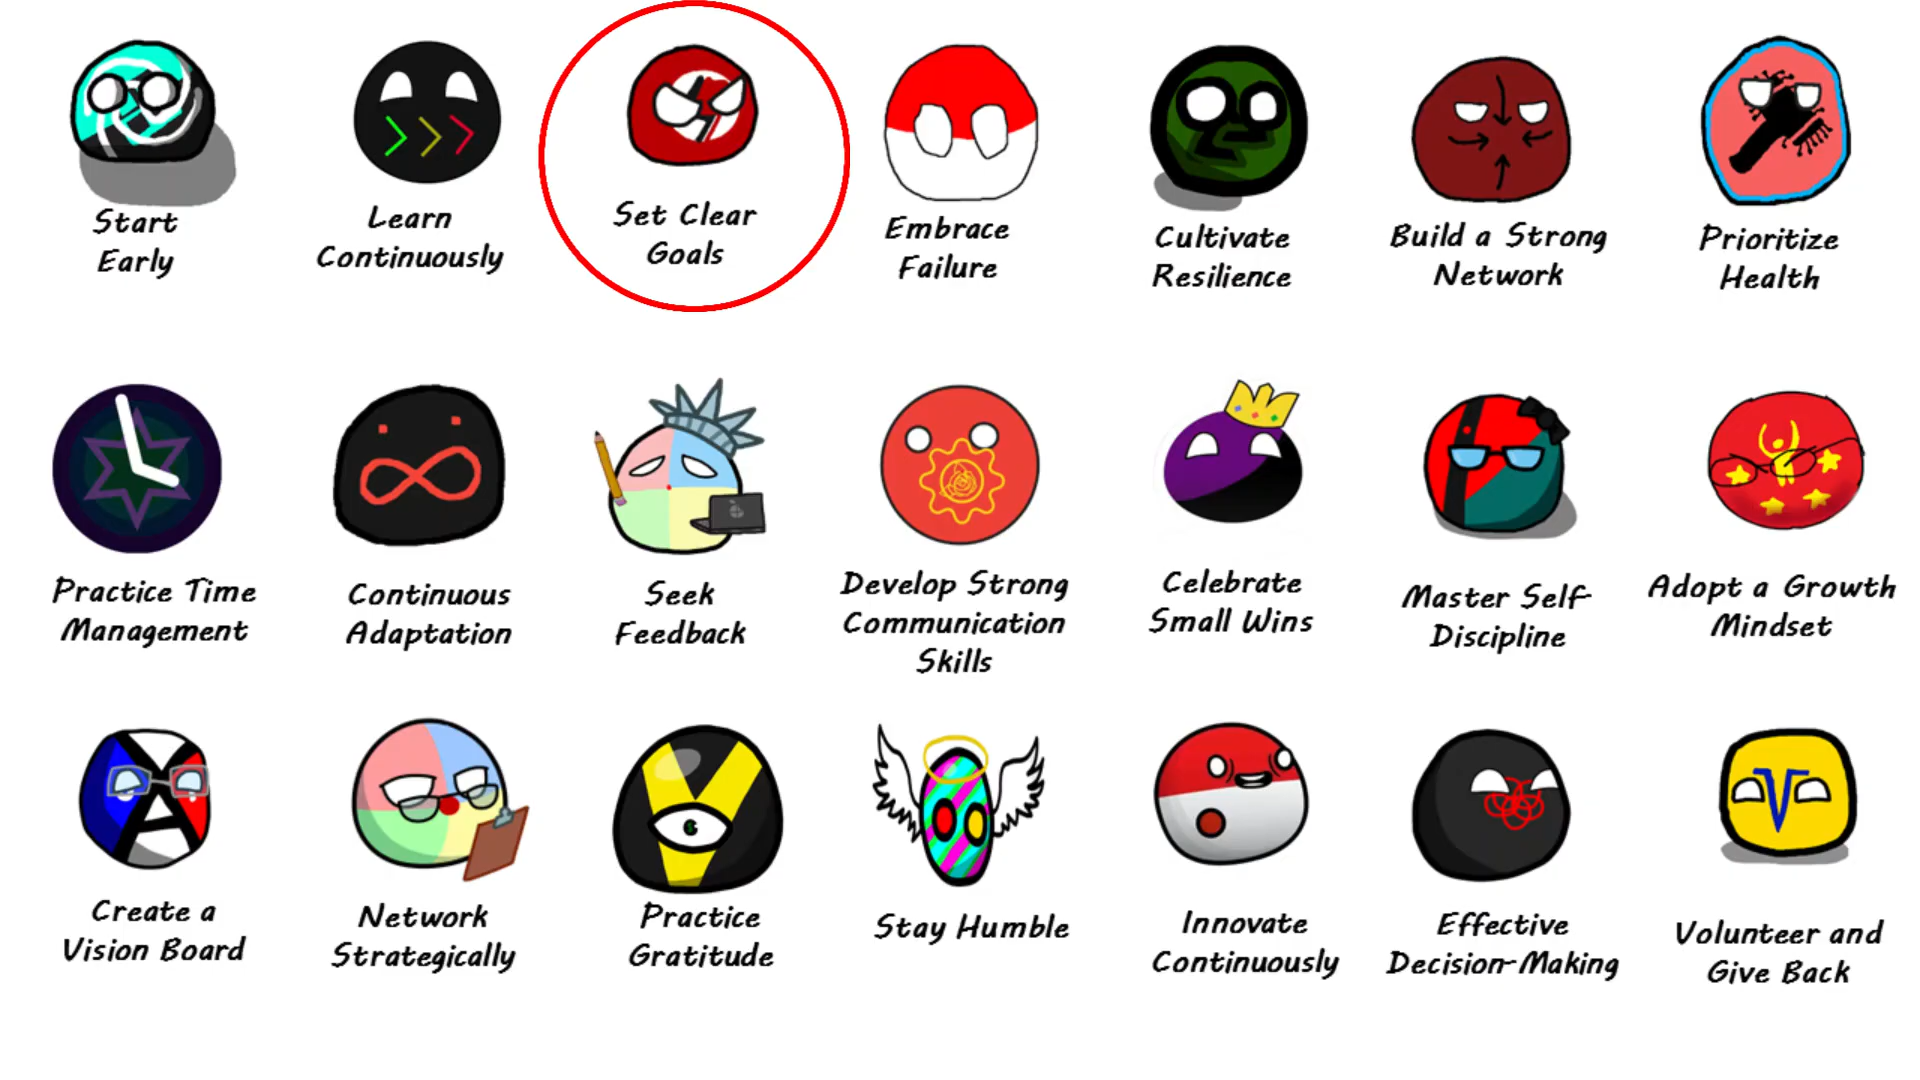 Start
Early
Learn
Continuously
Set Clear
Goals
Embrace
Failure
Cultivate
Resilience
Build a Strong
Network
Prioritize
Health
Practice Time
Management
Continuous
Adaptation
Seek
Feedback
Develop Strong
Communication
Skills
Celebrate
Small Wins
Master Self-
Discipline
Adopt a Growth
Mindset
Create a
Vision Board
Network
Strategically
Practice
Gratitude
Stay Humble
Innovate
Continuously
Effective
Decision-Making
Volunteer and
Give Back